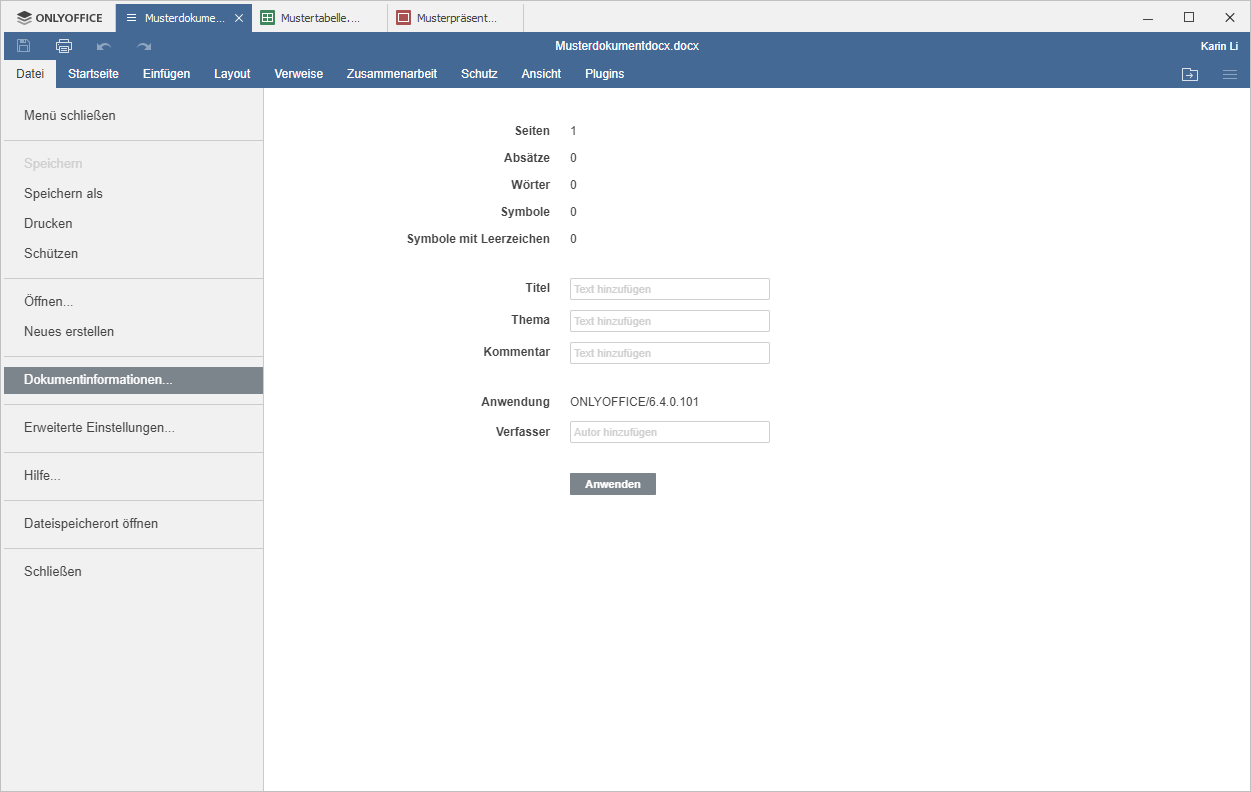 ONLYOFFICE Musterdokume... Mustertabelle.... Musterpräsent...
Musterdokumentdocx.docx Karin Li
Datei Startseite Einfügen Layout Verweise Zusammenarbeit Schutz Ansicht Plugins
Menü schließen
Speichern
Speichern als
Drucken
Schützen
Öffnen...
Neues erstellen
Dokumentinformationen...
Erweiterte Einstellungen...
Hilfe...
Dateispeicherort öffnen
Schließen
Seiten 1
Absätze 0
Wörter 0
Symbole 0
Symbole mit Leerzeichen 0
Titel Text hinzufügen
Thema Text hinzufügen
Kommentar Text hinzufügen
Anwendung ONLYOFFICE/6.4.0.101
Verfasser Autor hinzufügen
Anwenden